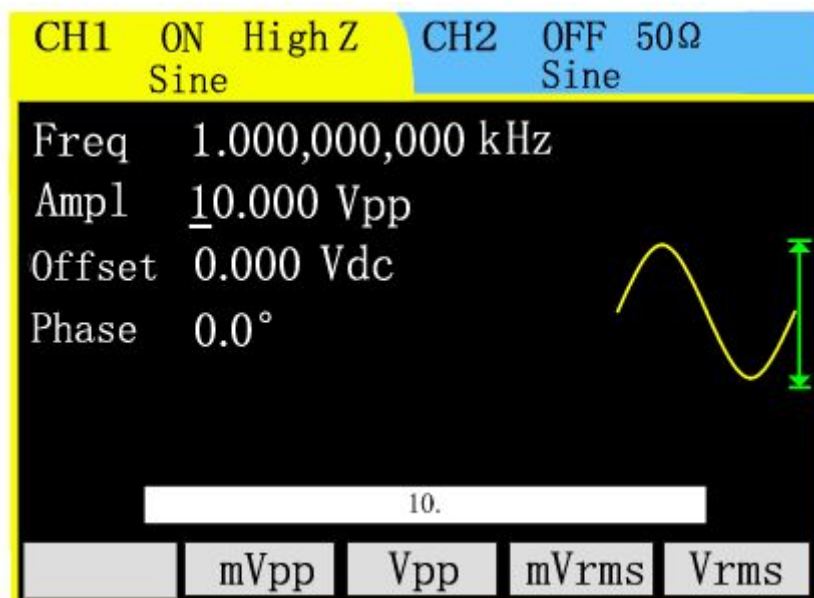 CH1 ON High Z CH2 OFF 50Ω
Sine Sine
Freq 1.000,000,000 kHz
Ampl 10.000 Vpp
Offset 0.000 Vdc
Phase 0.0°
10.
mVpp Vpp mVrms Vrms